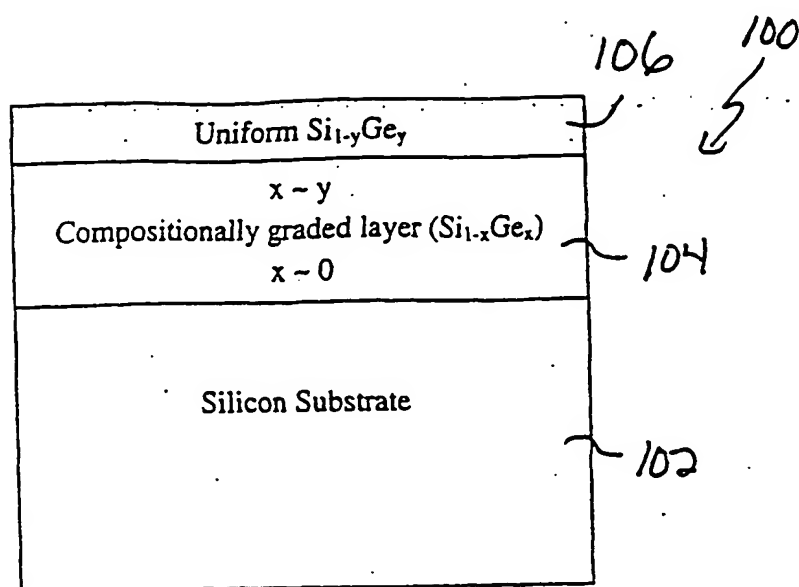 100
106
Uniform Si₁₋yGey
x ~ y
Compositionally graded layer (Si₁₋ₓGeₓ)
104
x ~ 0
Silicon Substrate
102